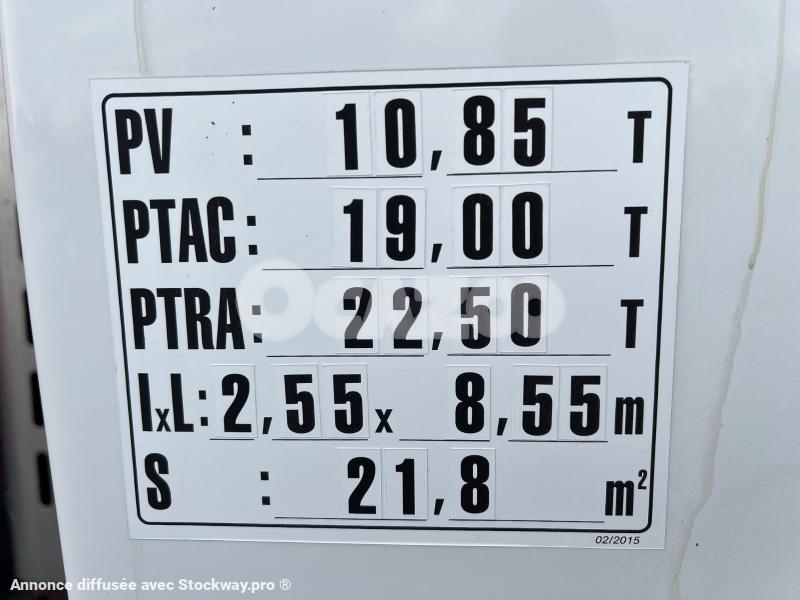 PV : 10,85 T
PTAC: 19,00 T
PTRA: 22,50 T
lxL: 2,55 x 8,55 m
S : 21,8 m²
02/2015
Annonce diffusée avec Stockway.pro ®